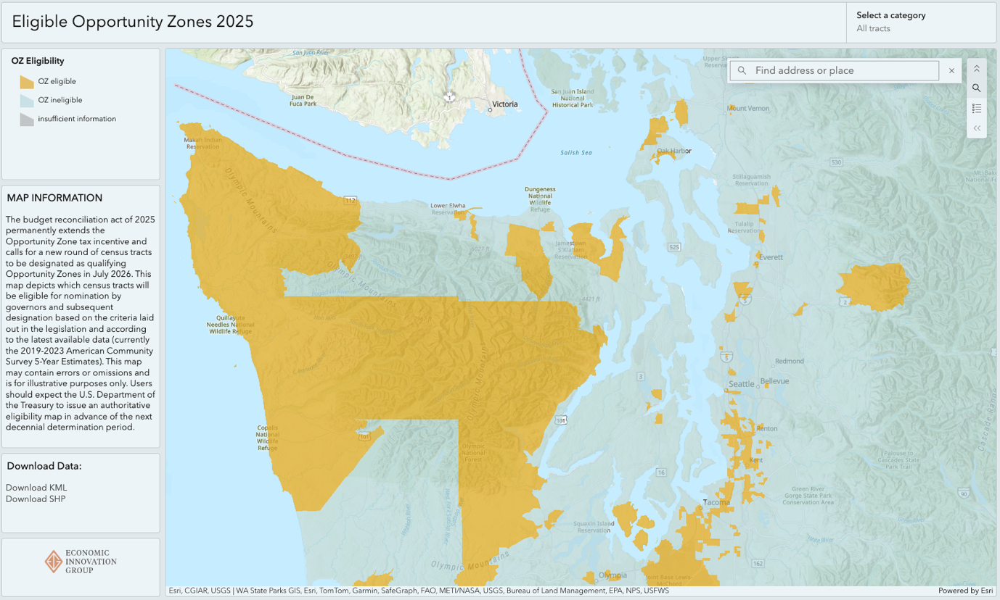 Eligible Opportunity Zones 2025
Select a category
All tracts
OZ Eligibility
OZ eligible
OZ ineligible
insufficient information
MAP INFORMATION
The budget reconciliation act of 2025
permanently extends the
Opportunity Zone tax incentive and
calls for a new round of census tracts
to be designated as qualifying
Opportunity Zones in July 2026. This
map depicts which census tracts will
be eligible for nomination by
governors and subsequent
designation based on the criteria laid
out in the legislation and according
to the latest available data (currently
the 2019-2023 American Community
Survey 5-Year Estimates). This map
may contain errors or omissions and
is for illustrative purposes only. Users
should expect the U.S. Department of
the Treasury to issue an authoritative
eligibility map in advance of the next
decennial determination period.
Download Data:
Download KML
Download SHP
ECONOMIC
INNOVATION
GROUP
Find address or place
San Juan River
Juan De
Fuca Park
1
Victoria
San Juan Island
National
Historical Park
Salish Sea
Mount Vernon
Oak Harbor
530
Makah Indian
Reservation
Olympic Mountains
112
Lower Elwha
Reservation
Dungeness
National
Wildlife
Refuge
Stillaguamish
Reservation
Tulalip
Reservation
Jamestown
S'Klallam
Reservation
525
Everett
Olympic Mountains
4421 ft
2
5
Quillayute
Needles National
Wildlife Refuge
Olympic Mountains
5
Redmond
3
Seattle
Bellevue
101
Copalis
National
Wildlife
Refuge
101
Renton
Olympic
National
Forest
Kent
Palouse to
Cascades State
Park Trail
Cascade Range
16
Green River
Gorge State Park
Conservation Area
90
Tacoma
Squaxin Island
Reservation
Olympic Mountains
162
Olympia
Joint Base Lewis-
McChord
Esri, CGIAR, USGS | WA State Parks GIS, Esri, TomTom, Garmin, SafeGraph, FAO, METI/NASA, USGS, Bureau of Land Management, EPA, NPS, USFWS
Powered by Esri